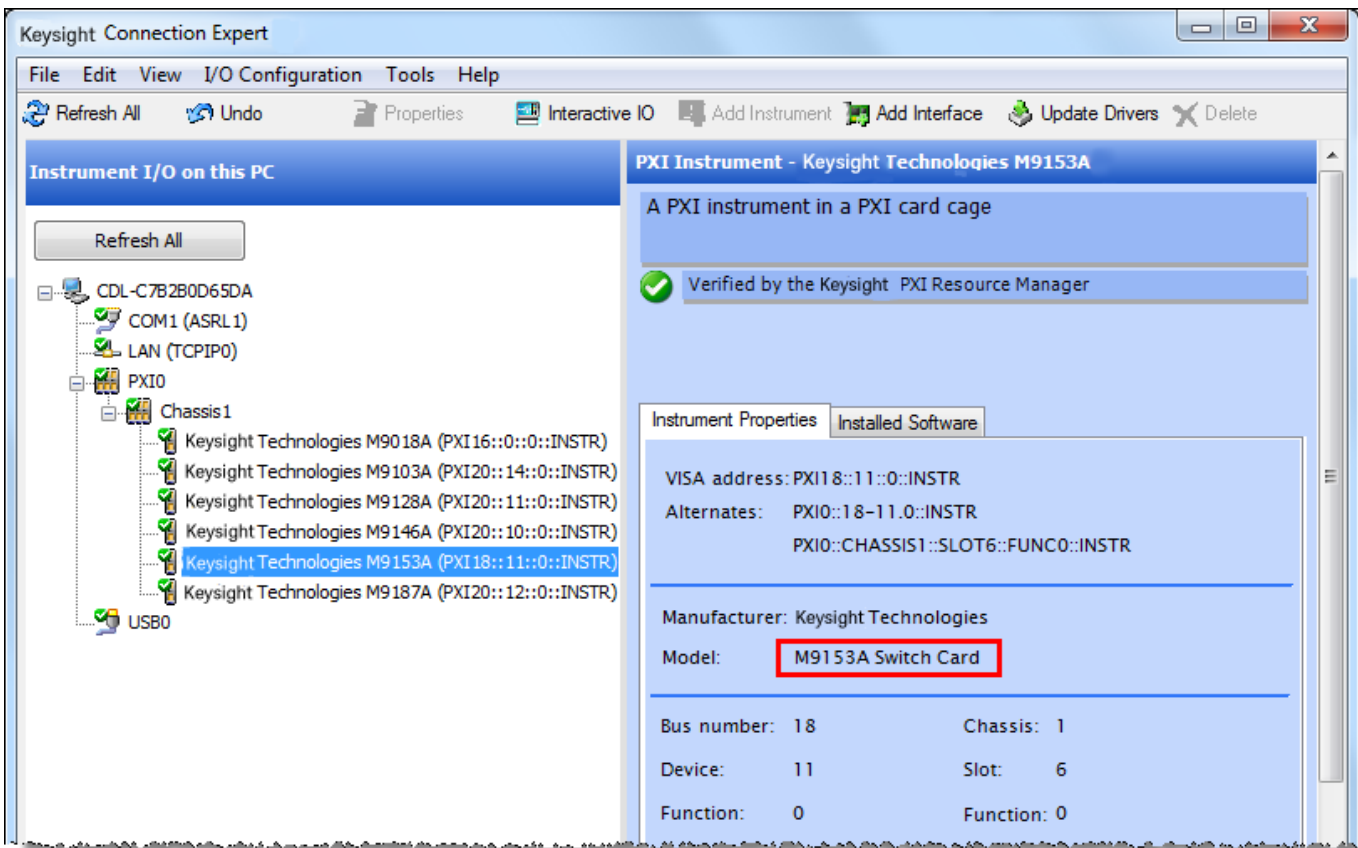 Keysight Connection Expert
File Edit View I/O Configuration Tools Help
Refresh All Undo Properties Interactive IO Add Instrument Add Interface Update Drivers Delete
Instrument I/O on this PC
Refresh All
CDL-C7B2B0D65DA
COM1 (ASRL1)
LAN (TCPIP0)
PXI0
Chassis1
Keysight Technologies M9018A (PXI16::0::0::INSTR)
Keysight Technologies M9103A (PXI20::14::0::INSTR)
Keysight Technologies M9128A (PXI20::11::0::INSTR)
Keysight Technologies M9146A (PXI20::10::0::INSTR)
Keysight Technologies M9153A (PXI18::11::0::INSTR)
Keysight Technologies M9187A (PXI20::12::0::INSTR)
USB0
PXI Instrument - Keysight Technologies M9153A
A PXI instrument in a PXI card cage
Verified by the Keysight PXI Resource Manager
Instrument Properties Installed Software
VISA address: PXI18::11::0::INSTR
Alternates: PXI0::18-11.0::INSTR
PXI0::CHASSIS1::SLOT6::FUNC0::INSTR
Manufacturer: Keysight Technologies
Model: M9153A Switch Card
Bus number: 18 Chassis: 1
Device: 11 Slot: 6
Function: 0 Function: 0